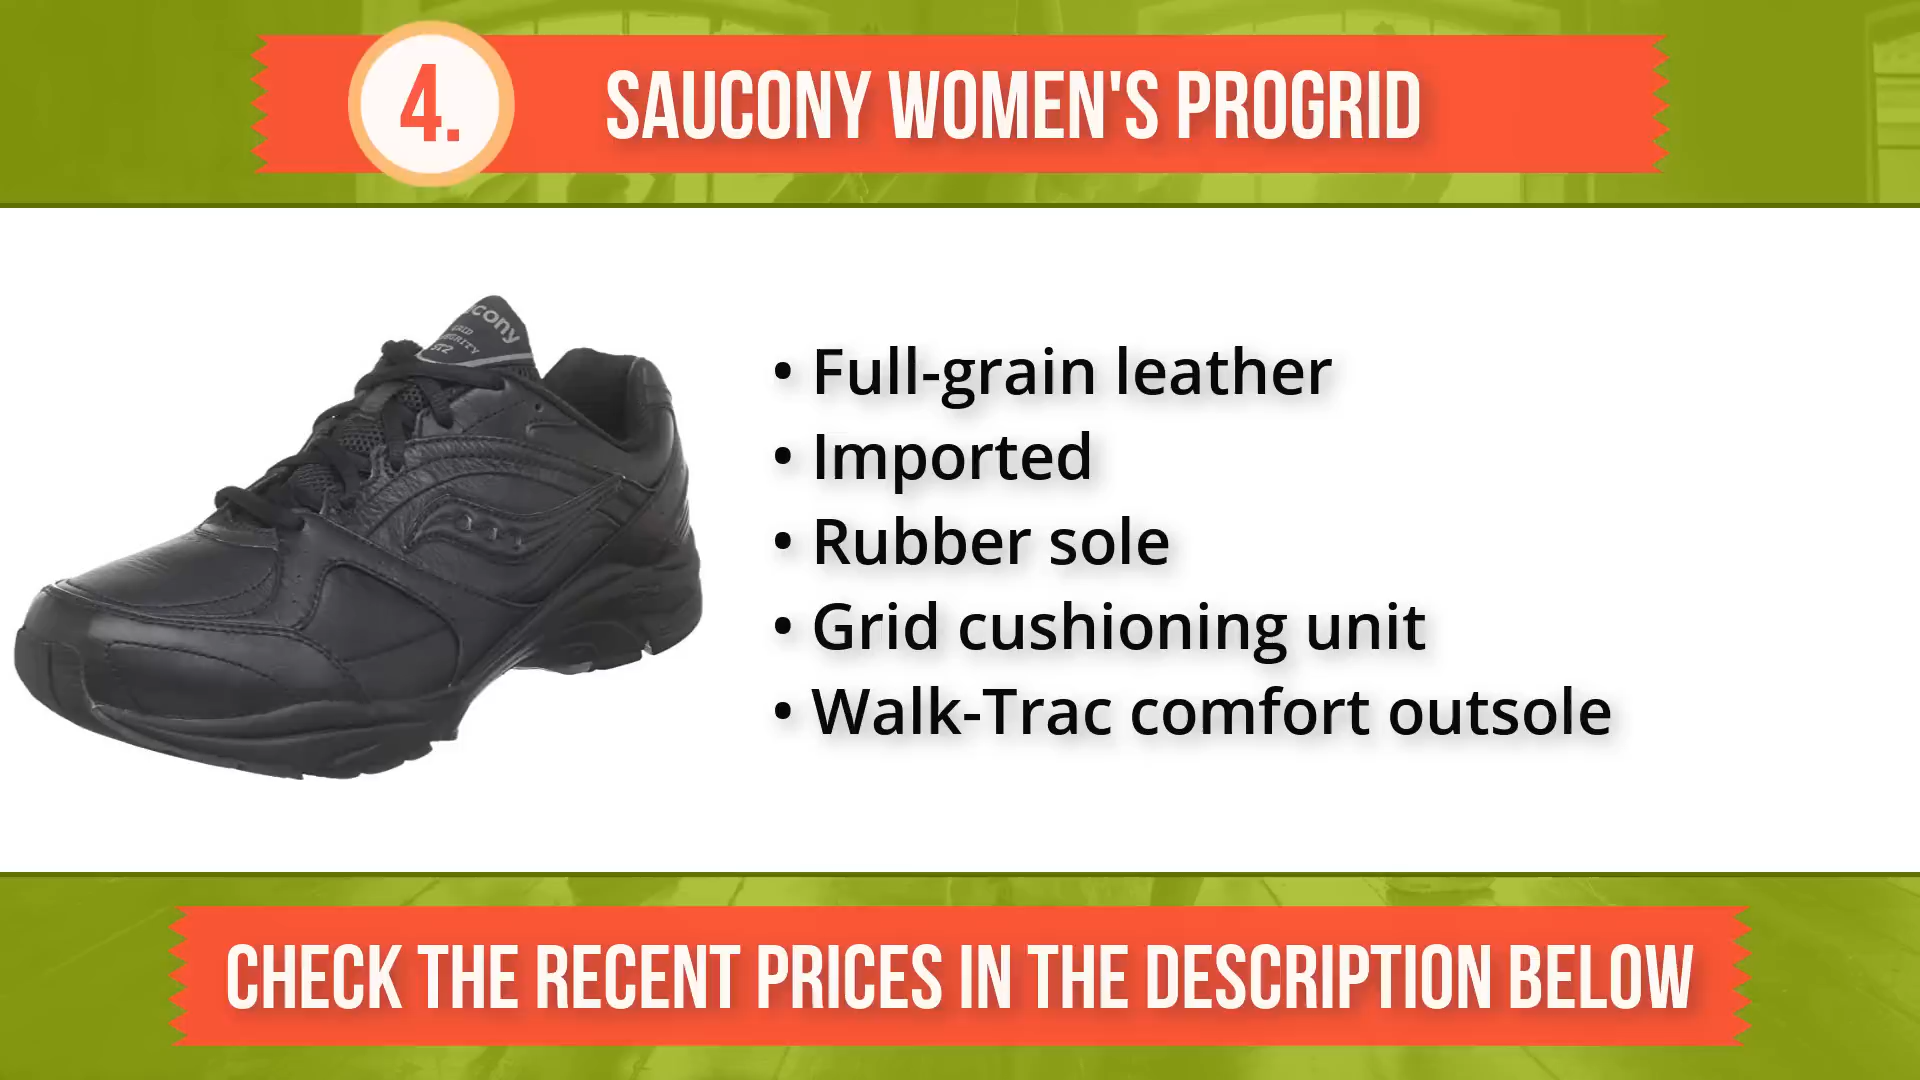 4.
SAUCONY WOMEN'S PROGRID
• Full-grain leather
• Imported
• Rubber sole
• Grid cushioning unit
• Walk-Trac comfort outsole
CHECK THE RECENT PRICES IN THE DESCRIPTION BELOW